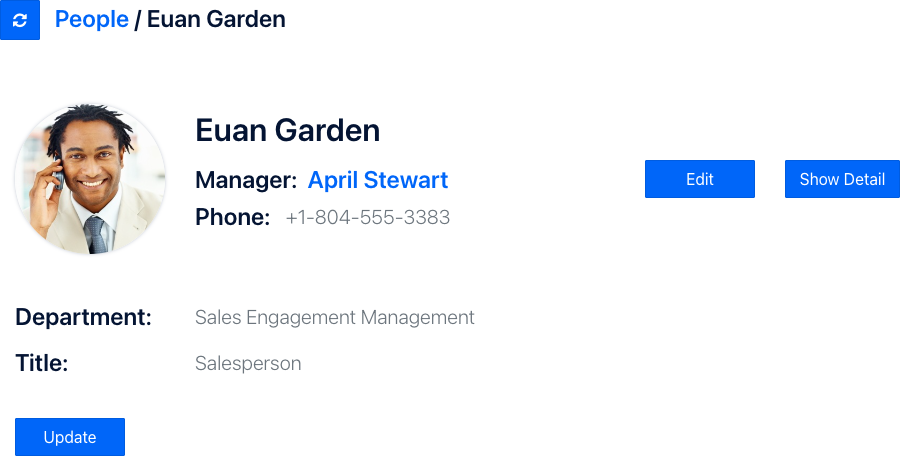 People / Euan Garden
Euan Garden
Manager: April Stewart
Edit
Show Detail
Phone: +1-804-555-3383
Department: Sales Engagement Management
Title: Salesperson
Update